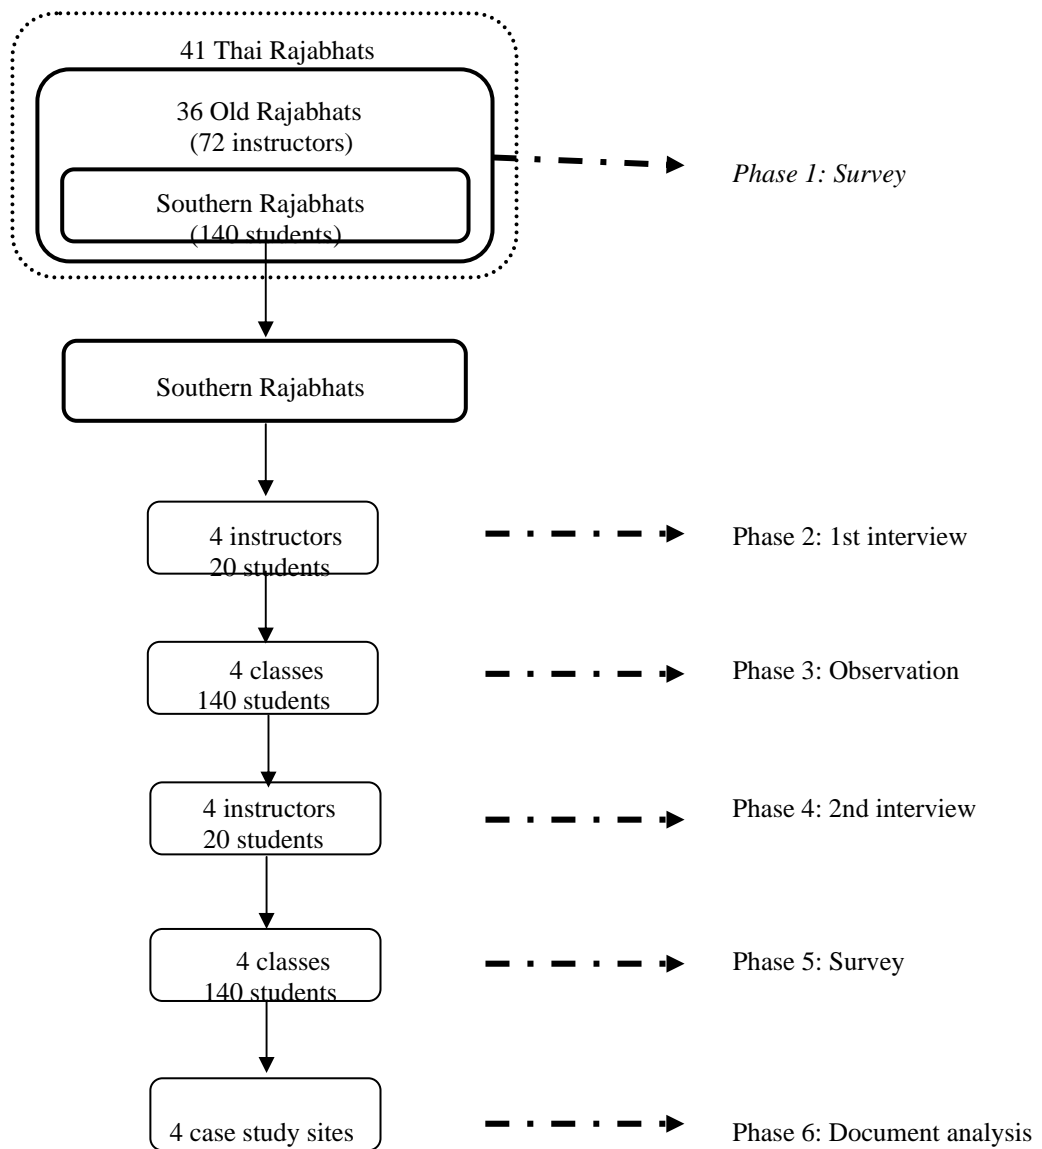 41 Thai Rajabhats
36 Old Rajabhats
(72 instructors)
Phase 1: Survey
Southern Rajabhats
(140 students)
Southern Rajabhats
4 instructors
20 students
Phase 2: 1st interview
4 classes
140 students
Phase 3: Observation
4 instructors
20 students
Phase 4: 2nd interview
4 classes
140 students
Phase 5: Survey
4 case study sites
Phase 6: Document analysis